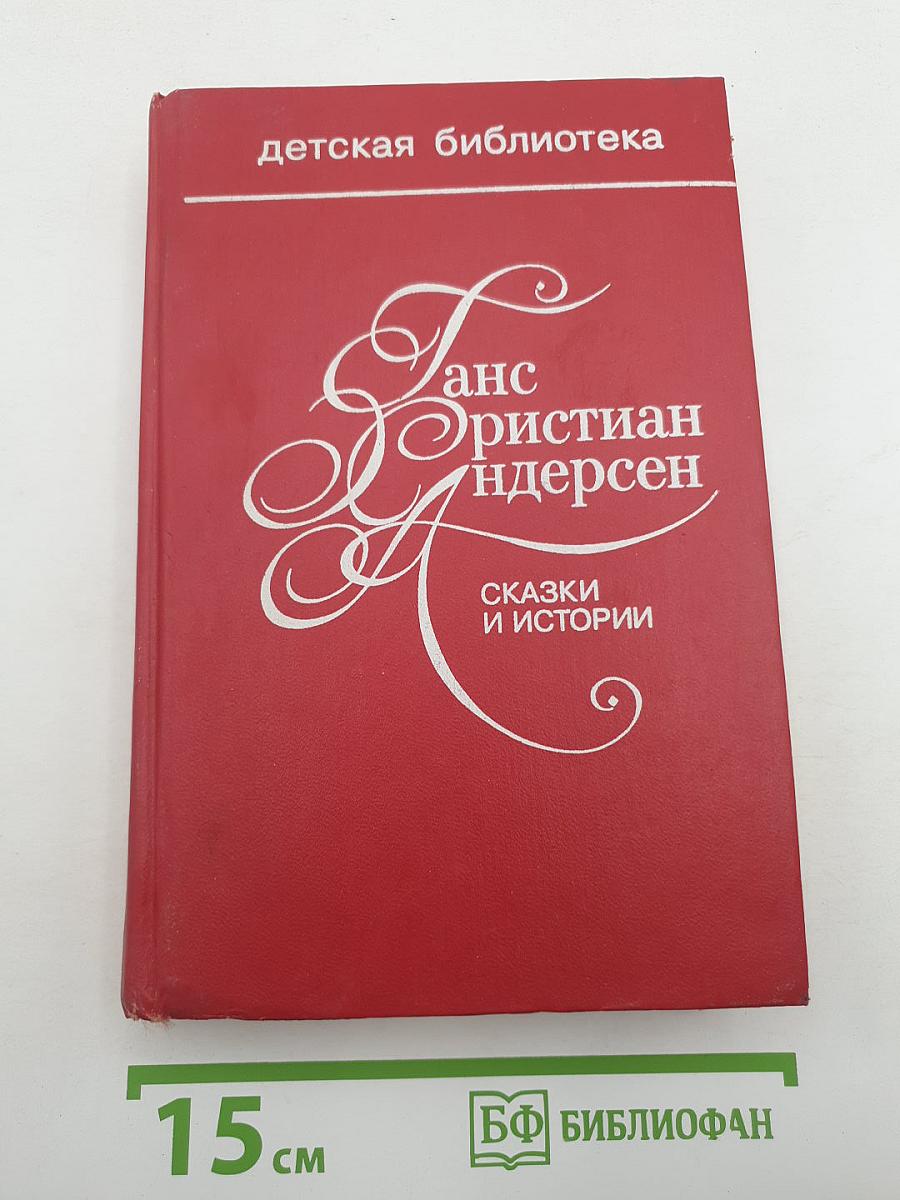 детская библиотека
Ганс
Христиан
Андерсен
СКАЗКИ
И ИСТОРИИ
15 см
БФ БИБЛИОФАН